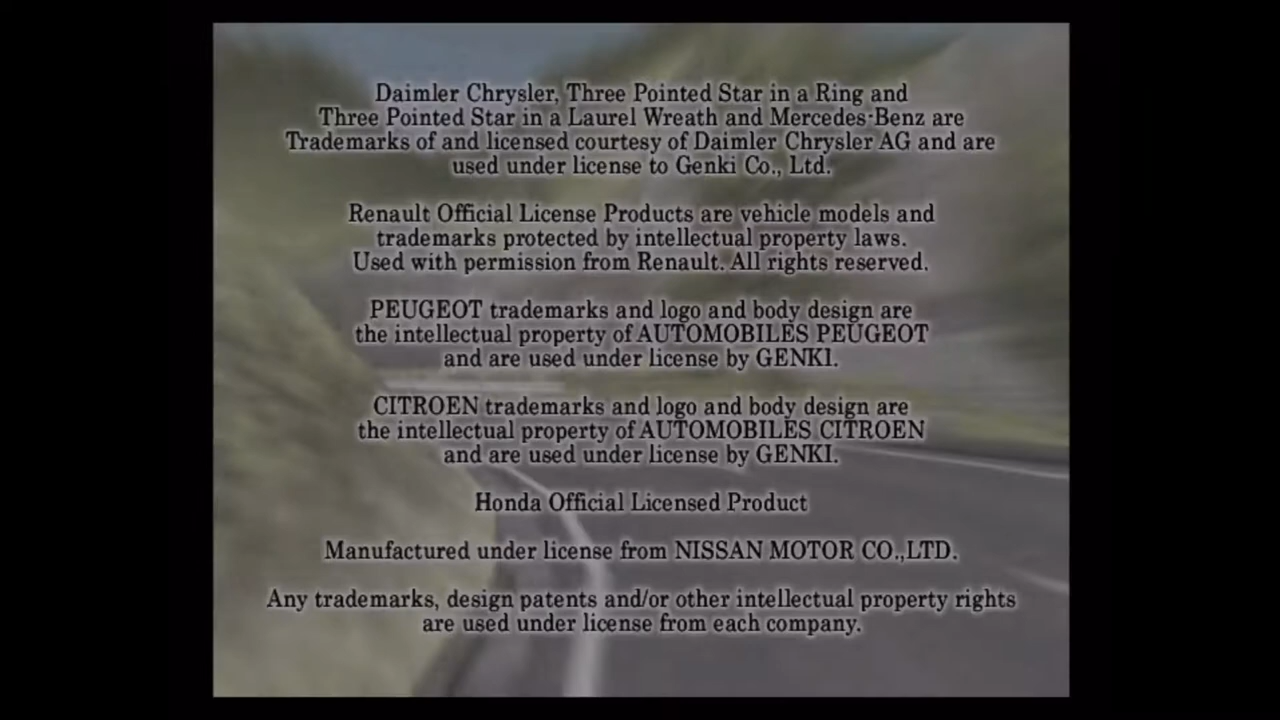 Daimler Chrysler, Three Pointed Star in a Ring and
Three Pointed Star in a Laurel Wreath and Mercedes-Benz are
Trademarks of and licensed courtesy of Daimler Chrysler AG and are
used under license to Genki Co., Ltd.
Renault Official License Products are vehicle models and
trademarks protected by intellectual property laws.
Used with permission from Renault. All rights reserved.
PEUGEOT trademarks and logo and body design are
the intellectual property of AUTOMOBILES PEUGEOT
and are used under license by GENKI.
CITROEN trademarks and logo and body design are
the intellectual property of AUTOMOBILES CITROEN
and are used under license by GENKI.
Honda Official Licensed Product
Manufactured under license from NISSAN MOTOR CO.,LTD.
Any trademarks, design patents and/or other intellectual property rights
are used under license from each company.